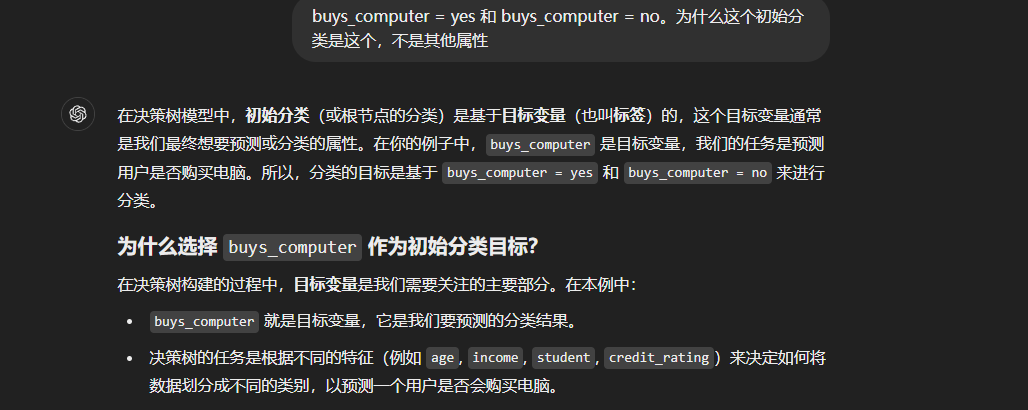 buys_computer = yes 和 buys_computer = no。为什么这个初始分
类是这个，不是其他属性
在决策树模型中，初始分类（或根节点的分类）是基于目标变量（也叫标签）的，这个目标变量通常
是我们最终想要预测或分类的属性。在你的例子中，buys_computer 是目标变量，我们的任务是预测
用户是否购买电脑。所以，分类的目标是基于 buys_computer = yes 和 buys_computer = no 来进行
分类。
为什么选择 buys_computer 作为初始分类目标？
在决策树构建的过程中，目标变量是我们需要关注的主要部分。在本例中：
• buys_computer 就是目标变量，它是我们要预测的分类结果。
• 决策树的任务是根据不同的特征（例如 age, income, student, credit_rating）来决定如何将
数据划分成不同的类别，以预测一个用户是否会购买电脑。